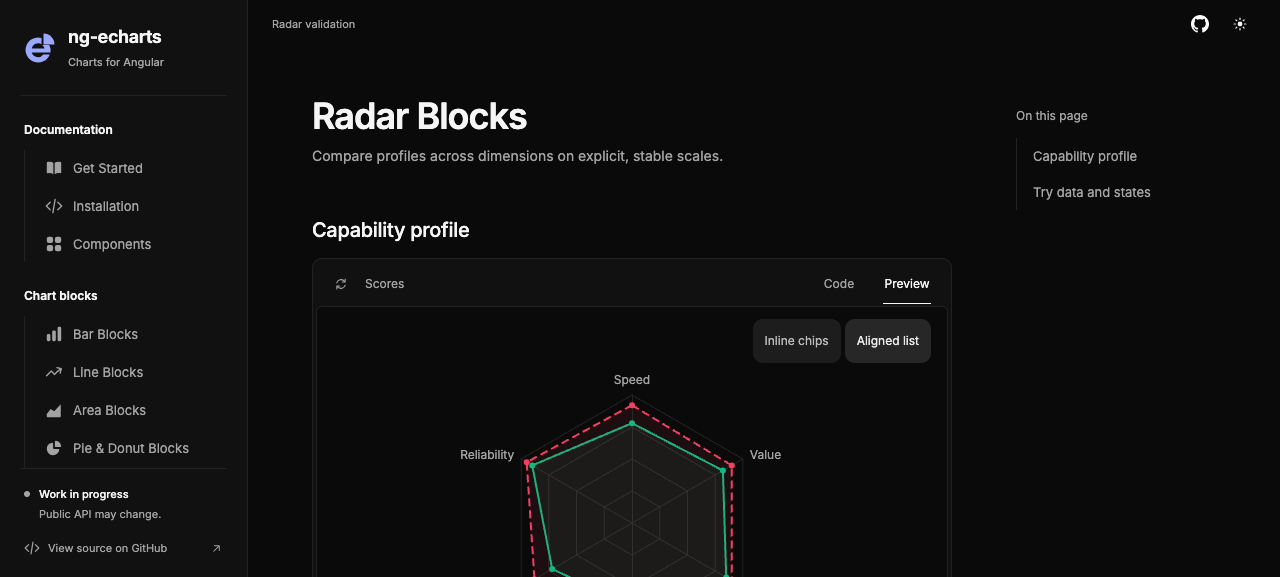 ng-echarts
Charts for Angular
Documentation
Get Started
Installation
Components
Chart blocks
Bar Blocks
Line Blocks
Area Blocks
Pie & Donut Blocks
Work in progress
Public API may change.
View source on GitHub
Radar validation
Radar Blocks
Compare profiles across dimensions on explicit, stable scales.
Capability profile
Scores
Code
Preview
Inline chips
Aligned list
Speed
Reliability
Value
On this page
Capability profile
Try data and states